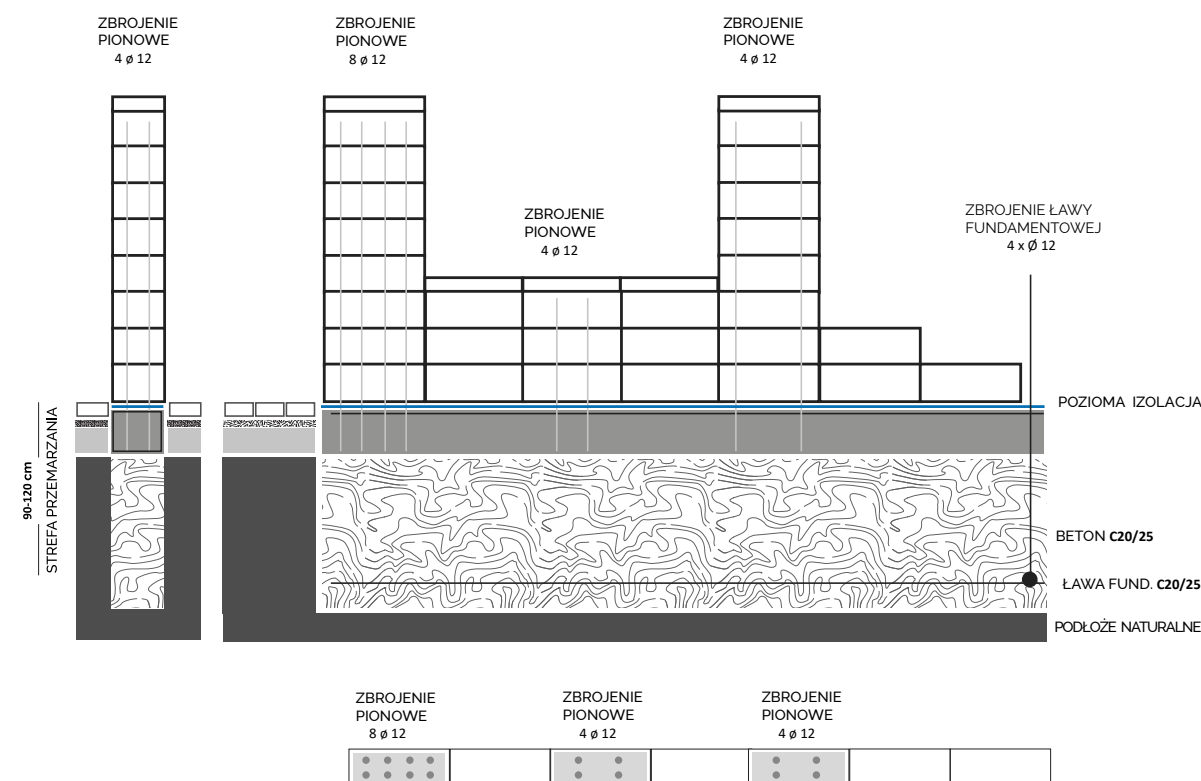 ZBROJENIE
PIONOWE
4 ø 12
ZBROJENIE
PIONOWE
8 ø 12
ZBROJENIE
PIONOWE
4 ø 12
ZBROJENIE
PIONOWE
4 ø 12
ZBROJENIE ŁAWY
FUNDAMENTOWEJ
4 x Ø 12
90-120 cm
STREFA PRZEMARZANIA
POZIOMA IZOLACJA
BETON C20/25
ŁAWA FUND. C20/25
PODŁOŻE NATURALNE
ZBROJENIE
PIONOWE
8 ø 12
ZBROJENIE
PIONOWE
4 ø 12
ZBROJENIE
PIONOWE
4 ø 12